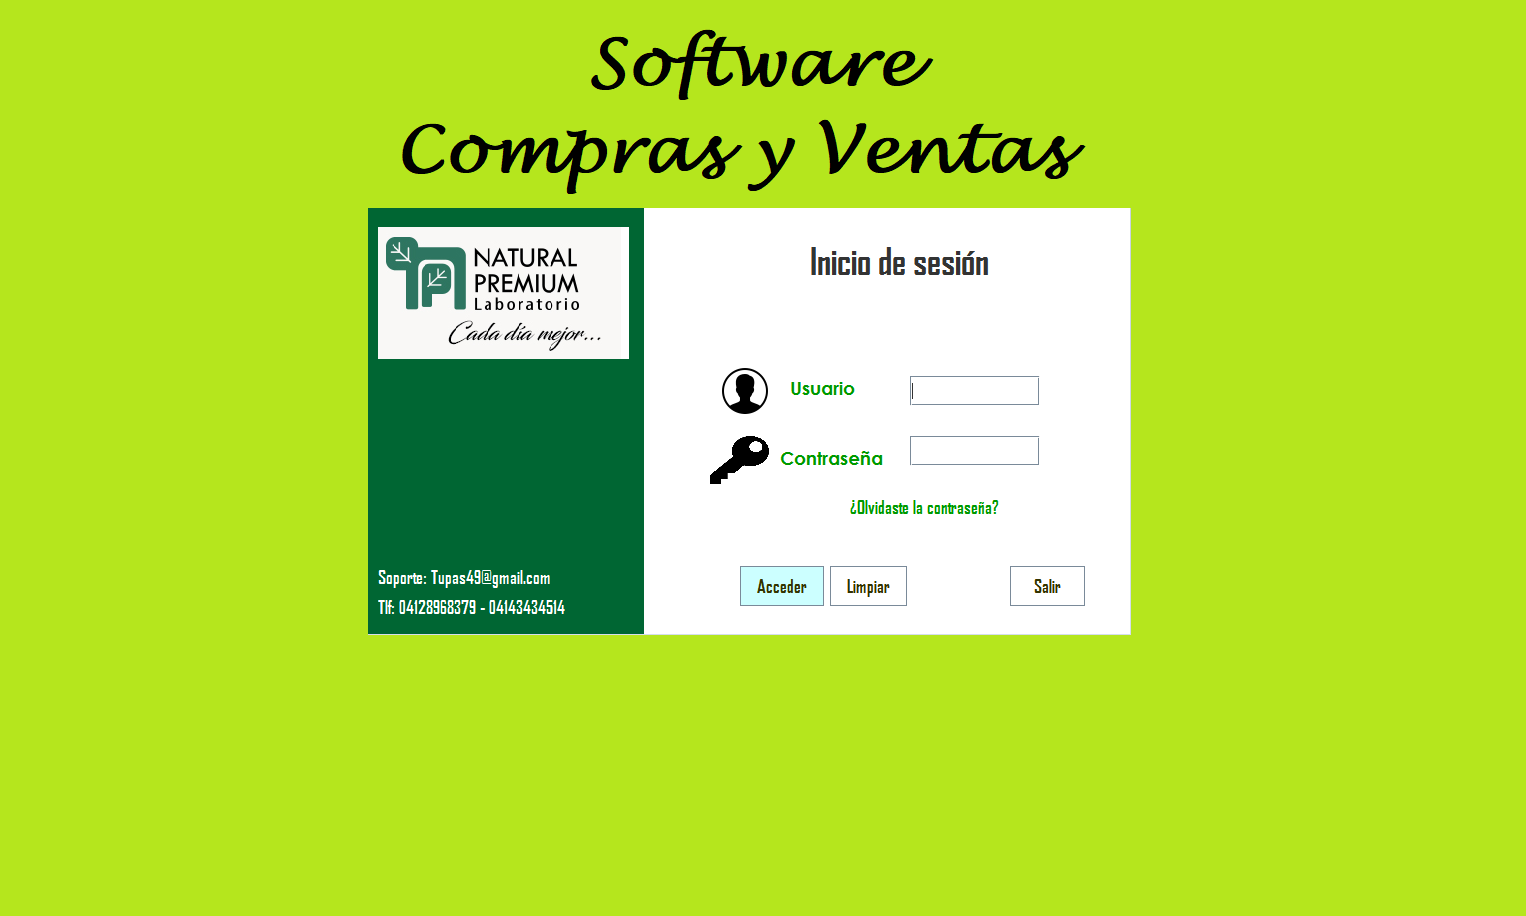 Software
Compras y Ventas
NATURAL
PREMIUM
Laboratorio
Cada día mejor...
Soporte: Tupas49@gmail.com
Tlf: 04128968379 - 04143434514
Inicio de sesión
Usuario
Contraseña
¿Olvidaste la contraseña?
Acceder Limpiar Salir